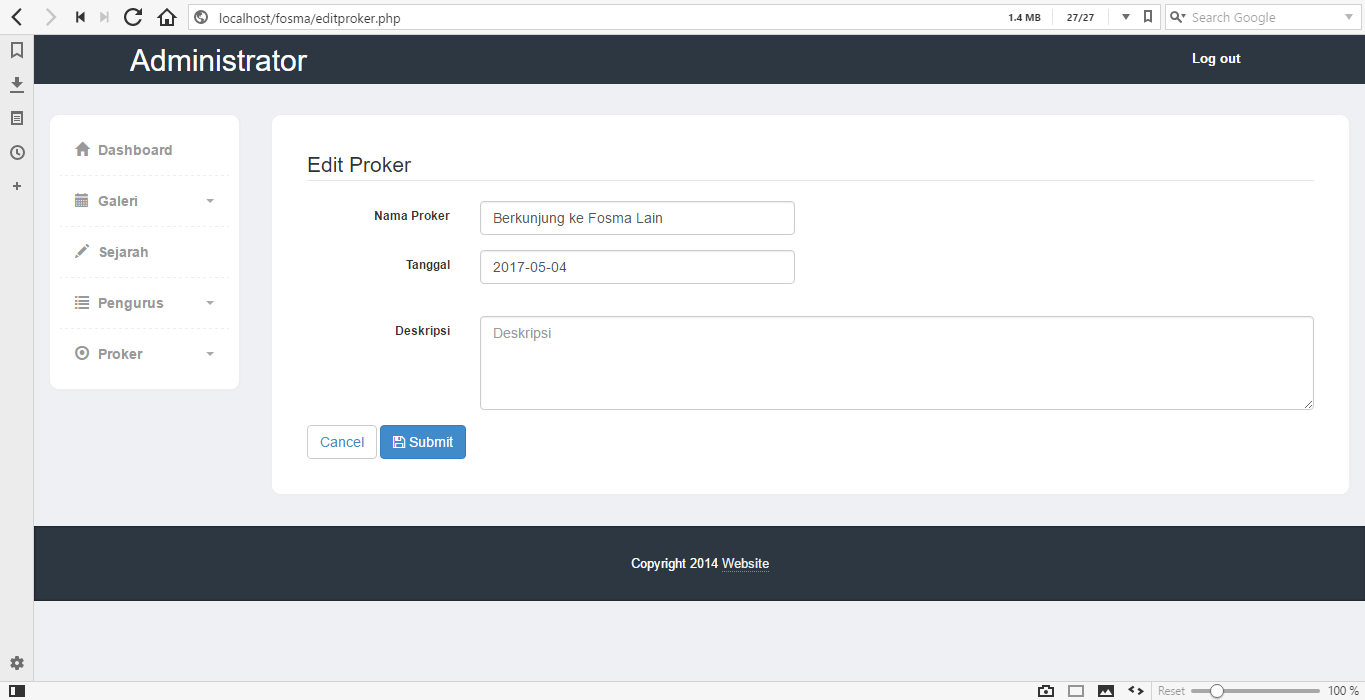 localhost/fosma/editproker.php
1.4 MB
27/27
Search Google
Administrator
Log out
Dashboard
Galeri
Sejarah
Pengurus
Proker
Edit Proker
Nama Proker
Berkunjung ke Fosma Lain
Tanggal
2017-05-04
Deskripsi
Deskripsi
Cancel
Submit
Copyright 2014 Website
Reset
100 %